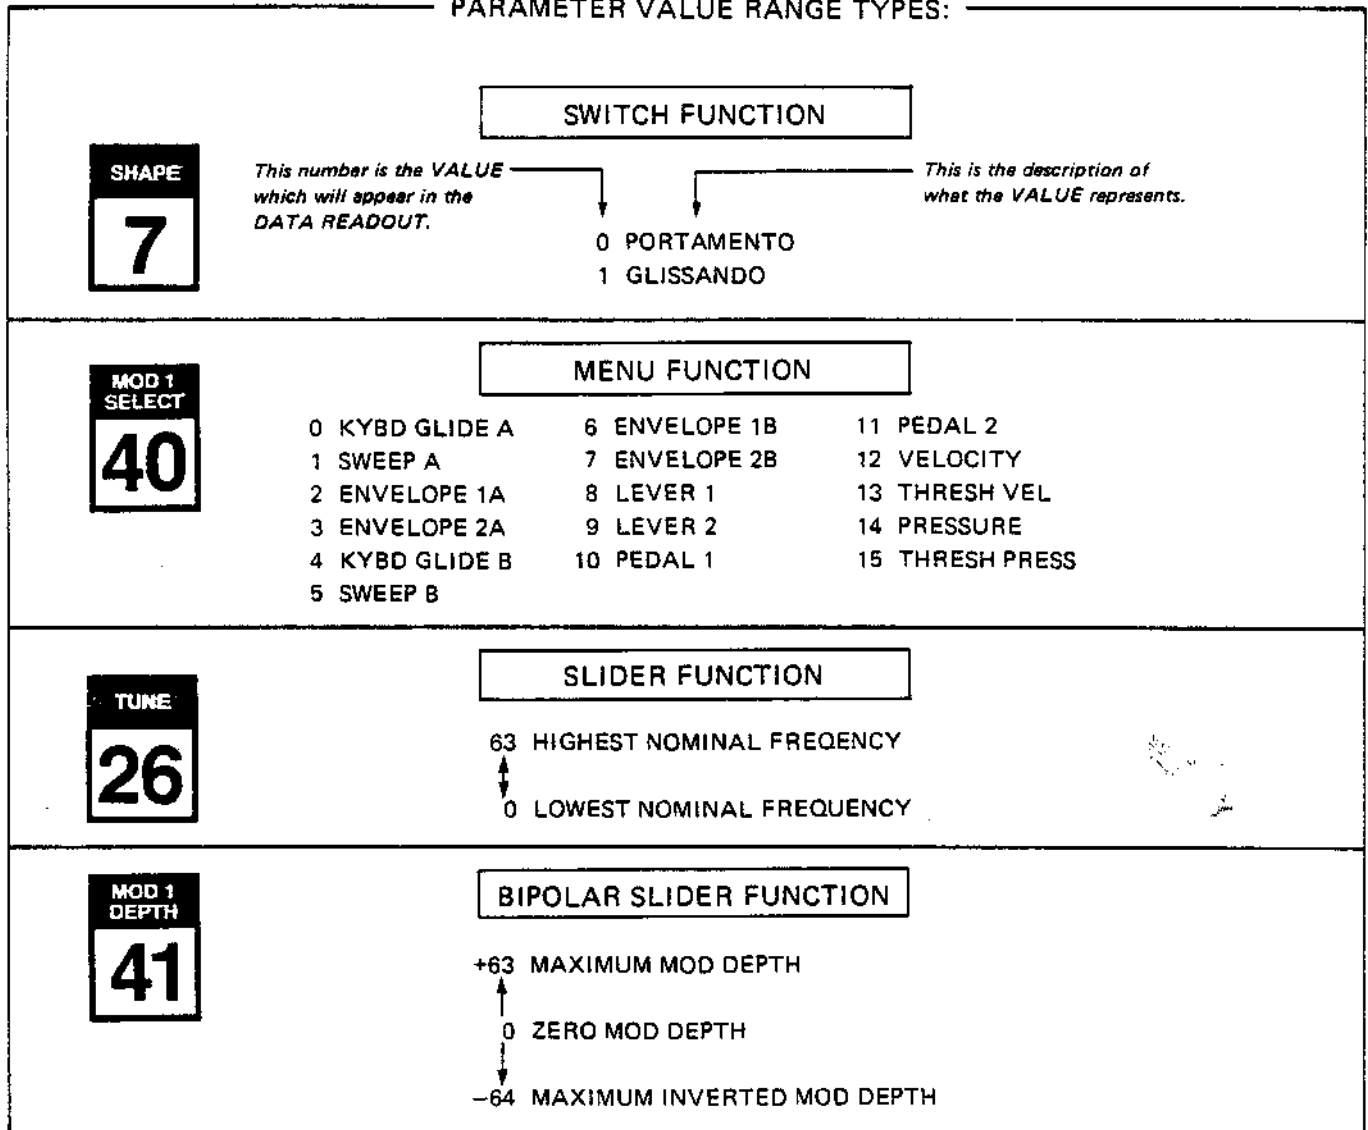 PARAMETER VALUE RANGE TYPES:
SWITCH FUNCTION
SHAPE
7
This number is the VALUE
which will appear in the
DATA READOUT.
This is the description of
what the VALUE represents.
0 PORTAMENTO
1 GLISSANDO
MENU FUNCTION
MOD 1
SELECT
40
0 KYBD GLIDE A
1 SWEEP A
2 ENVELOPE 1A
3 ENVELOPE 2A
4 KYBD GLIDE B
5 SWEEP B
6 ENVELOPE 1B
7 ENVELOPE 2B
8 LEVER 1
9 LEVER 2
10 PEDAL 1
11 PEDAL 2
12 VELOCITY
13 THRESH VEL
14 PRESSURE
15 THRESH PRESS
SLIDER FUNCTION
TUNE
26
63 HIGHEST NOMINAL FREQENCY
0 LOWEST NOMINAL FREQUENCY
BIPOLAR SLIDER FUNCTION
MOD 1
DEPTH
41
+63 MAXIMUM MOD DEPTH
0 ZERO MOD DEPTH
−64 MAXIMUM INVERTED MOD DEPTH